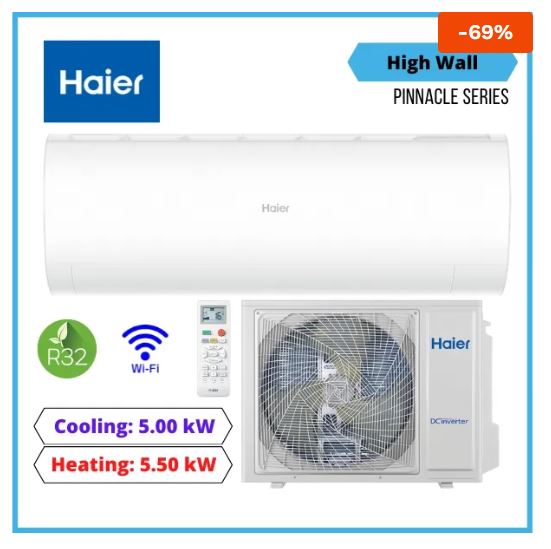 -69%
Haier
High Wall
PINNACLE SERIES
Haier
R32
Wi-Fi
Haier
DCinverter
Cooling: 5.00 kW
Heating: 5.50 kW